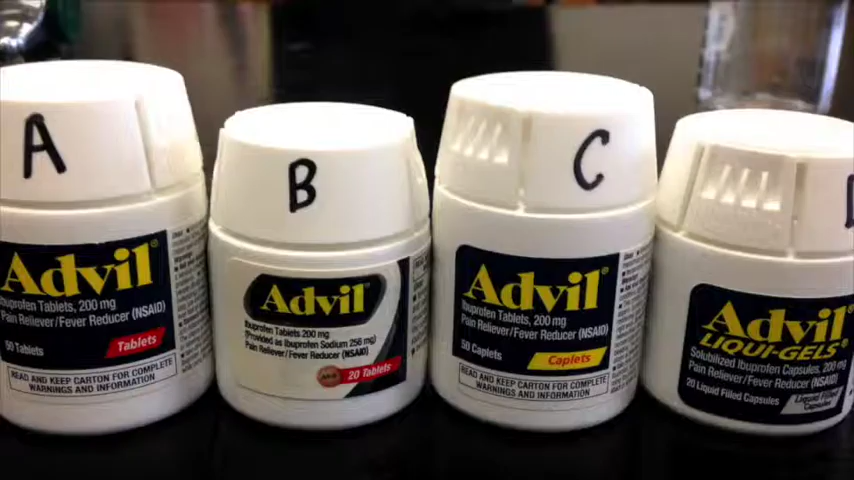 A
Advil®
Ibuprofen Tablets, 200 mg
Pain Reliever/Fever Reducer (NSAID)
50 Tablets
Tablets
READ AND KEEP CARTON FOR COMPLETE
WARNINGS AND INFORMATION
B
Advil®
Ibuprofen Tablets 200 mg
(Provided as Ibuprofen Sodium 256 mg)
Pain Reliever/Fever Reducer (NSAID)
20 Tablets
C
Advil®
Ibuprofen Tablets, 200 mg
Pain Reliever/Fever Reducer (NSAID)
50 Caplets
Caplets
READ AND KEEP CARTON FOR COMPLETE
WARNINGS AND INFORMATION
Advil®
LIQUI•GELS®
Solubilized Ibuprofen Capsules, 200 mg
Pain Reliever/Fever Reducer (NSAID)
20 Liquid Filled Capsules
Liquid Filled
Capsules